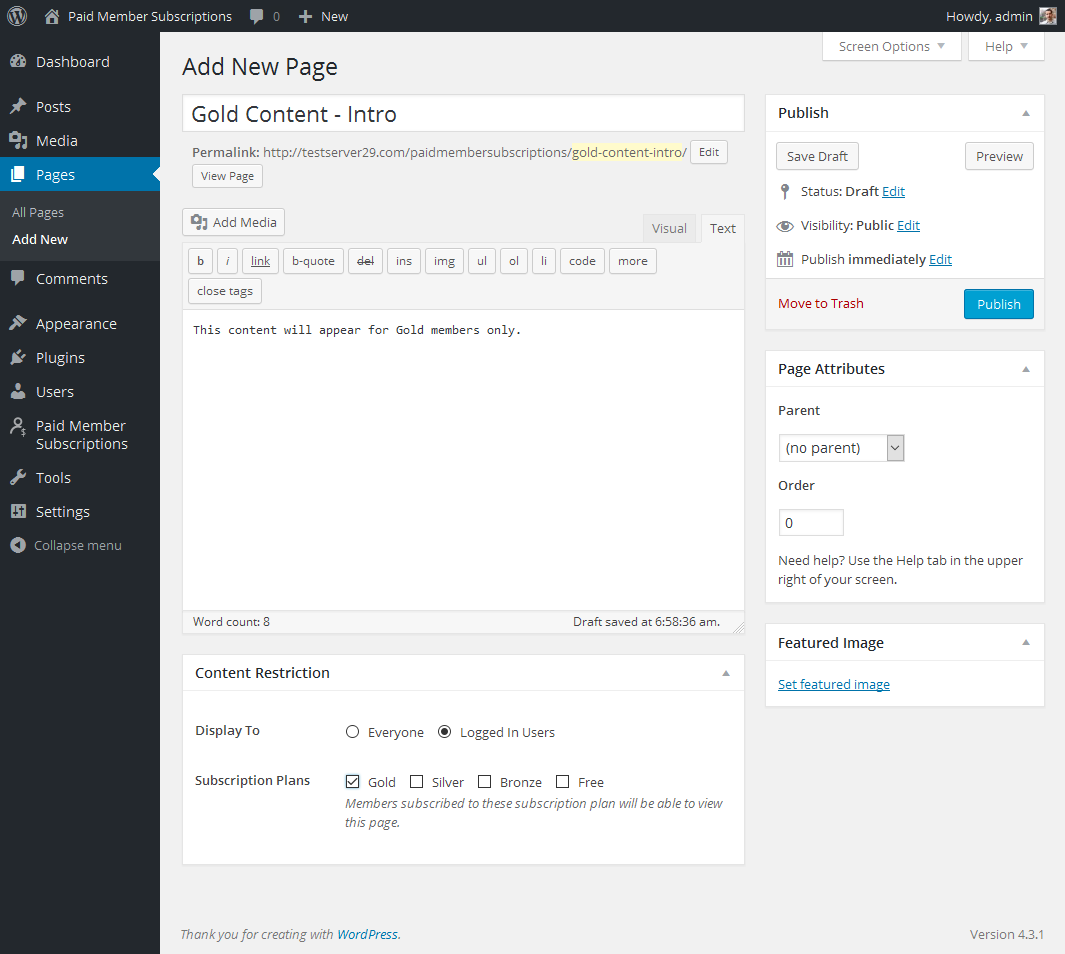 Paid Member Subscriptions 0 New Howdy, admin
Screen Options Help
Dashboard
Posts
Media
Pages
All Pages
Add New
Comments
Appearance
Plugins
Users
Paid Member
Subscriptions
Tools
Settings
Collapse menu
Add New Page
Gold Content - Intro
Permalink: http://testserver29.com/paidmembersubscriptions/gold-content-intro/ Edit
View Page
Add Media
Visual Text
b i link b-quote del ins img ul ol li code more
close tags
This content will appear for Gold members only.
Word count: 8 Draft saved at 6:58:36 am.
Content Restriction
Display To Everyone Logged In Users
Subscription Plans Gold Silver Bronze Free
Members subscribed to these subscription plan will be able to view
this page.
Publish
Save Draft Preview
Status: Draft Edit
Visibility: Public Edit
Publish immediately Edit
Move to Trash Publish
Page Attributes
Parent
(no parent)
Order
0
Need help? Use the Help tab in the upper
right of your screen.
Featured Image
Set featured image
Thank you for creating with WordPress. Version 4.3.1